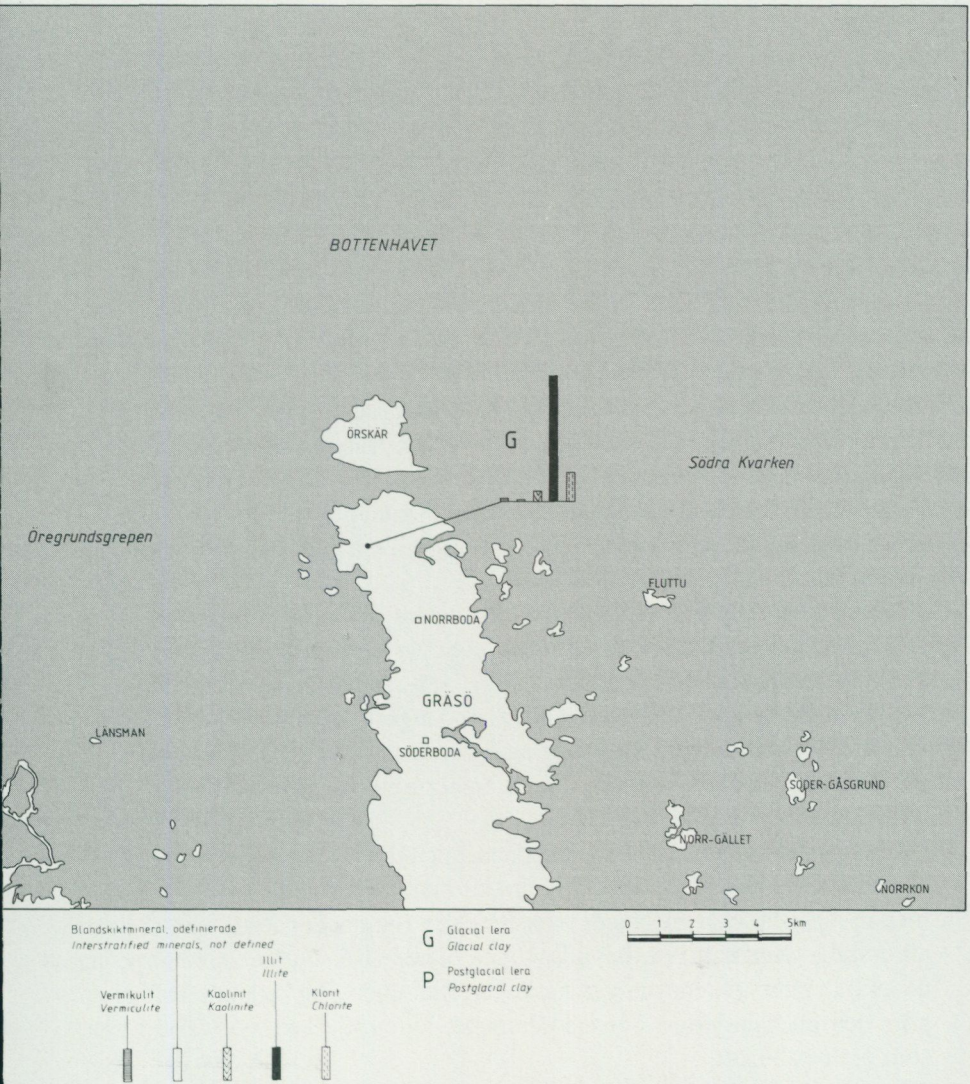 BOTTENHAVET
ÖRSKÄR
G
Södra Kvarken
Öregrundsgrepen
FLUTTU
NORRBODA
GRÄSÖ
LÄNSMAN
SÖDERBODA
SÖDER-GÅSGRUND
NORR-GÄLLET
NORRKON
Blandskiktmineral, odefinierade
Interstratified minerals, not defined
Illit
Illite
Vermikulit
Vermiculite
Kaolinit
Kaolinite
Klorit
Chlorite
G Glacial lera
Glacial clay
P Postglacial lera
Postglacial clay
0 1 2 3 4 5km